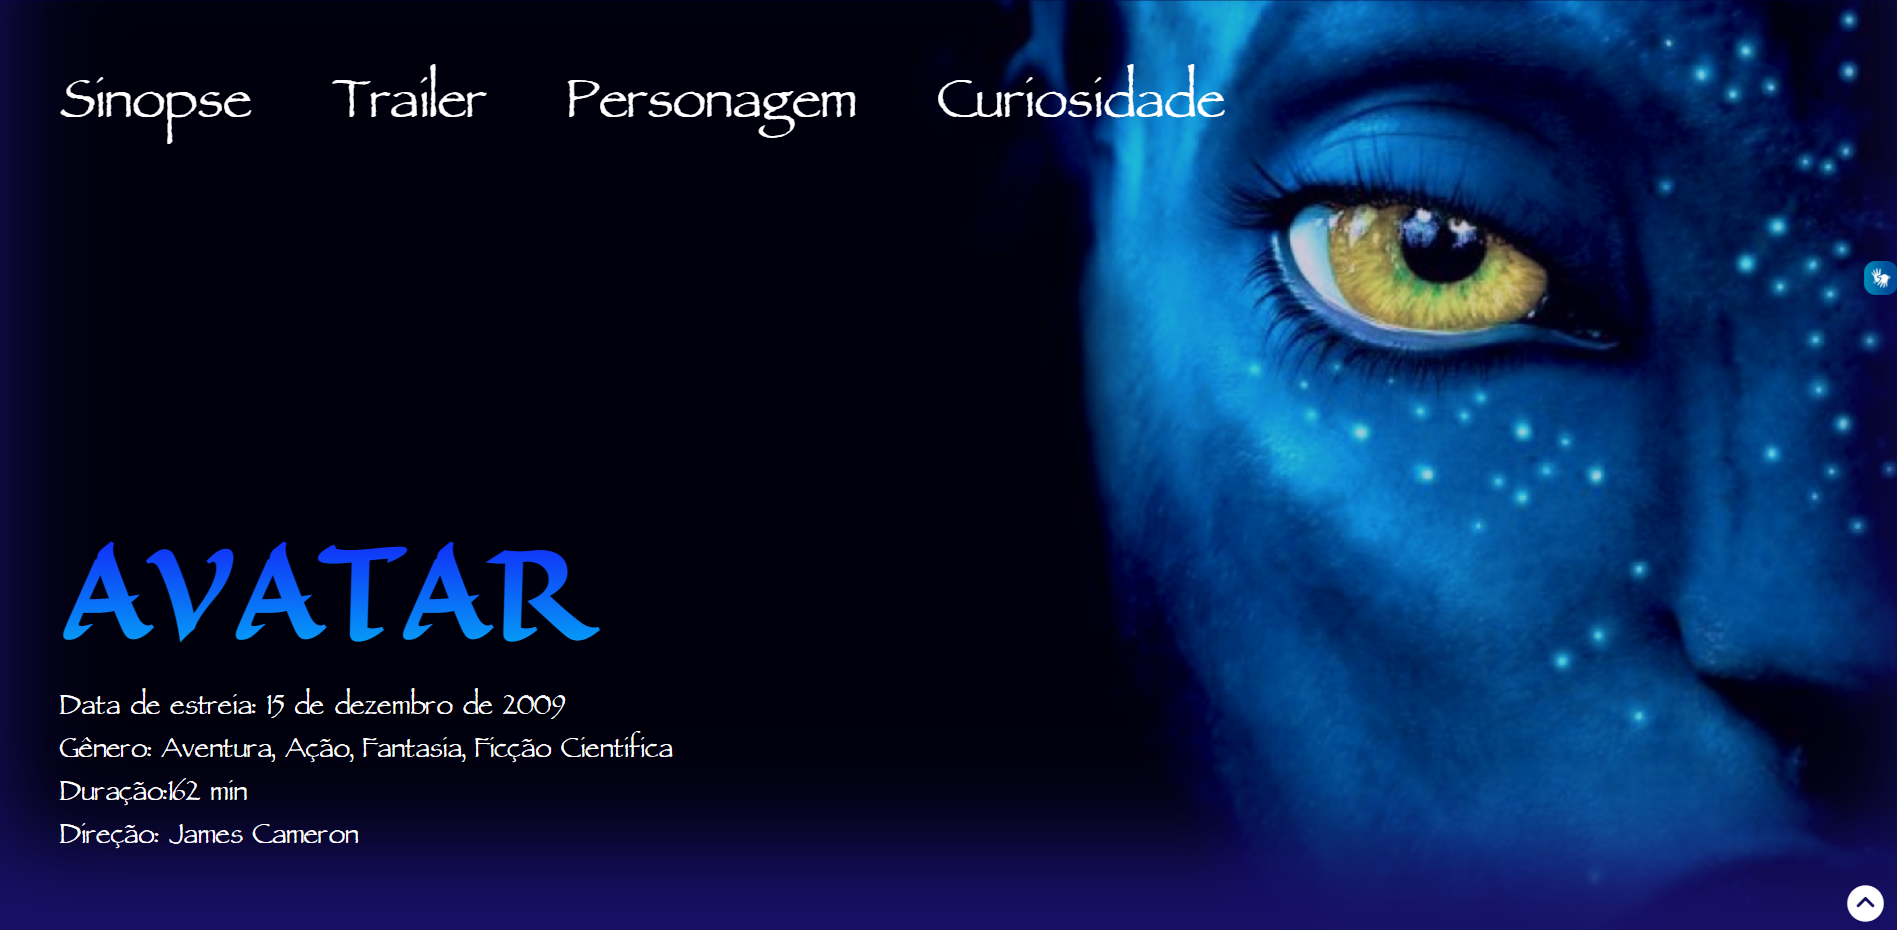 Sinopse Trailer Personagem Curiosidade
AVATAR
Data de estreia: 15 de dezembro de 2009
Gênero: Aventura, Ação, Fantasia, Ficção Científica
Duração:162 min
Direção: James Cameron